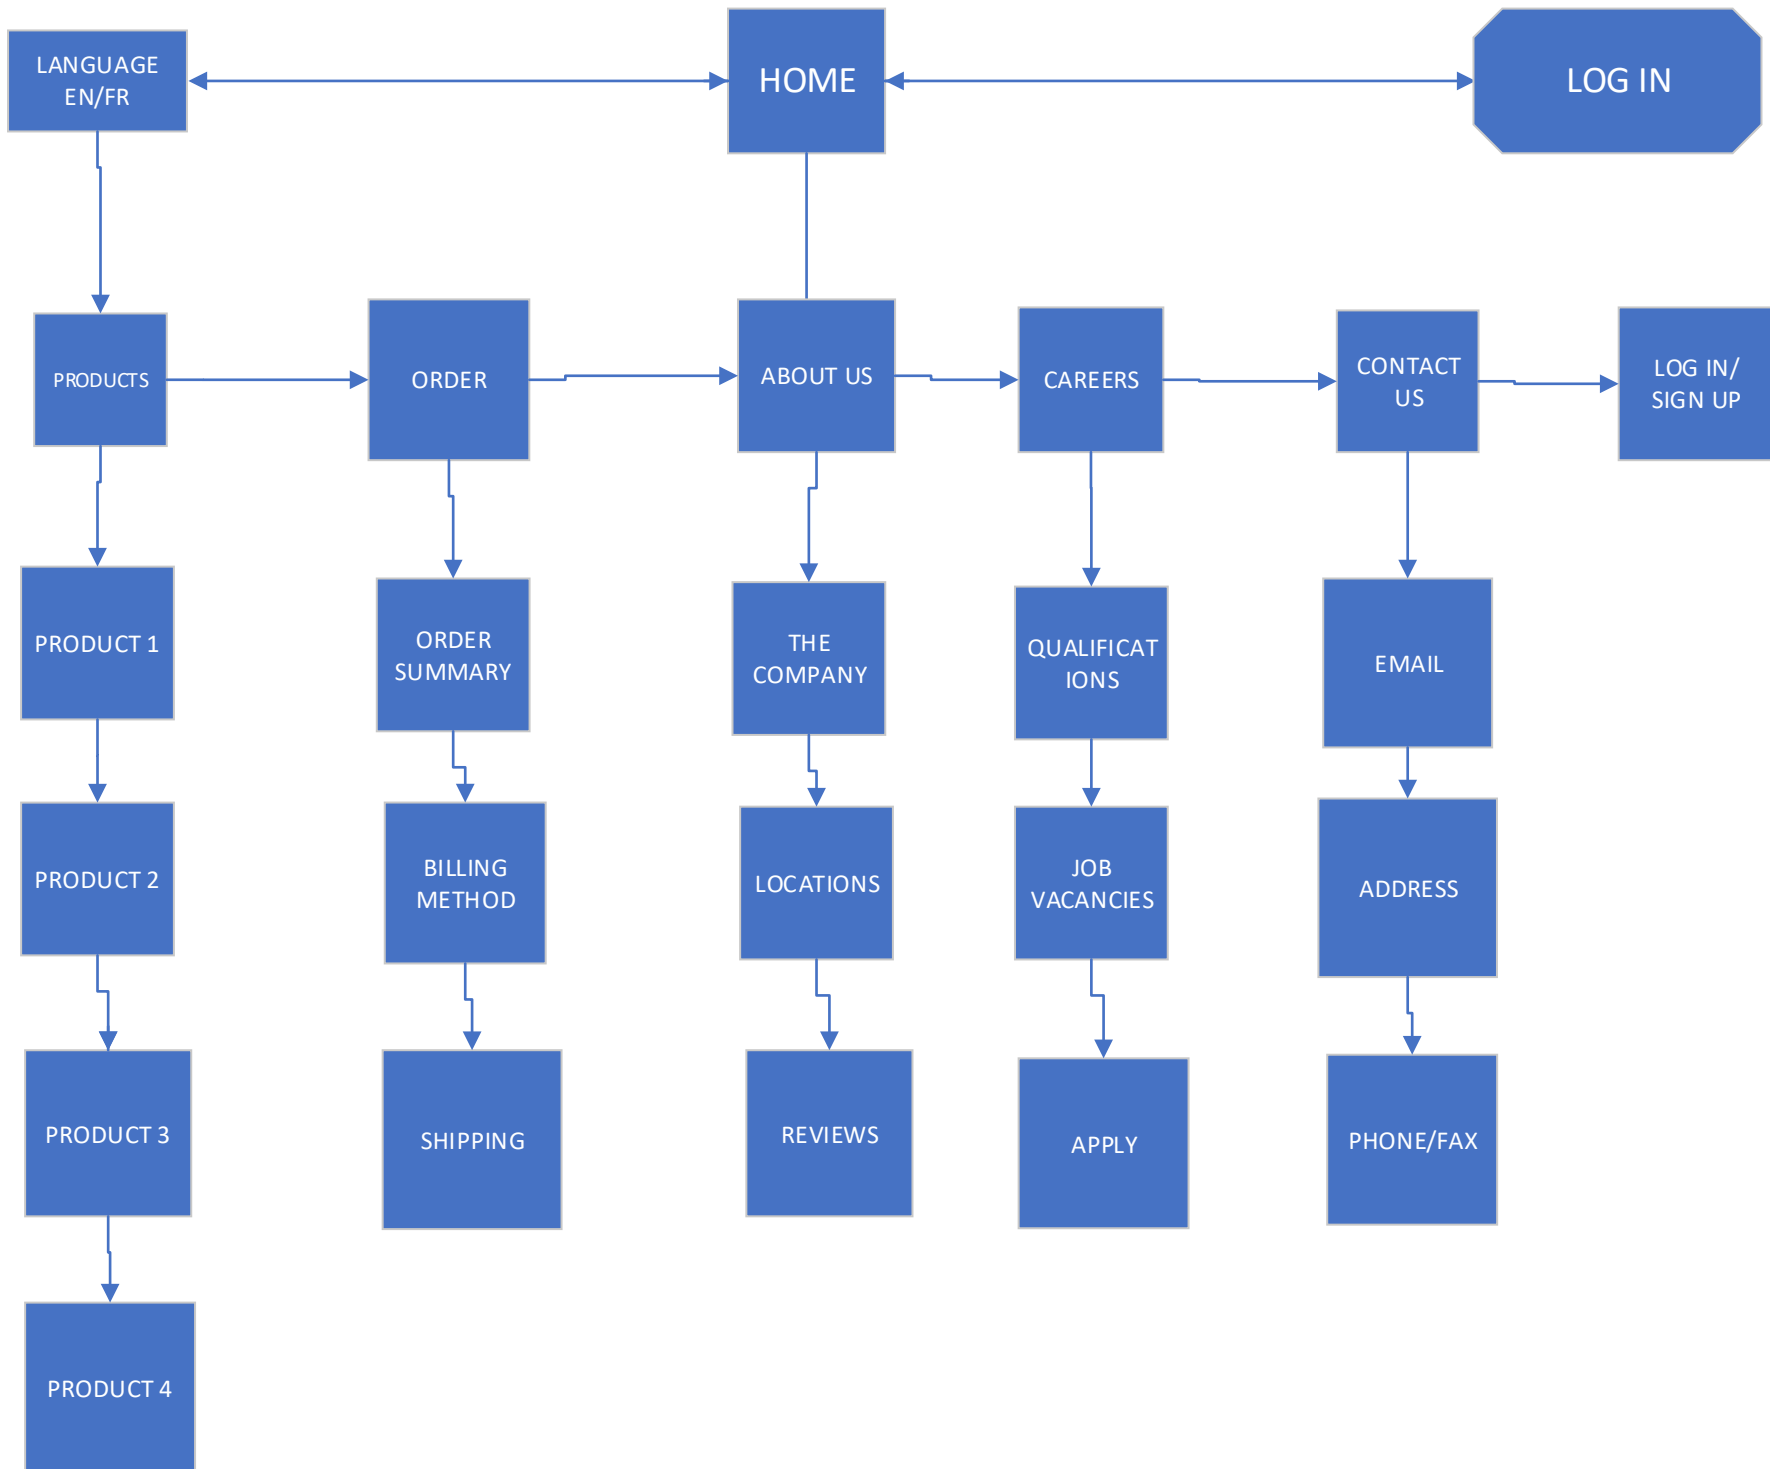 LANGUAGE
EN/FR
HOME
LOG IN
PRODUCTS
ORDER
ABOUT US
CAREERS
CONTACT
US
LOG IN/
SIGN UP
PRODUCT 1
ORDER
SUMMARY
THE
COMPANY
QUALIFICAT
IONS
EMAIL
PRODUCT 2
BILLING
METHOD
LOCATIONS
JOB
VACANCIES
ADDRESS
PRODUCT 3
SHIPPING
REVIEWS
APPLY
PHONE/FAX
PRODUCT 4